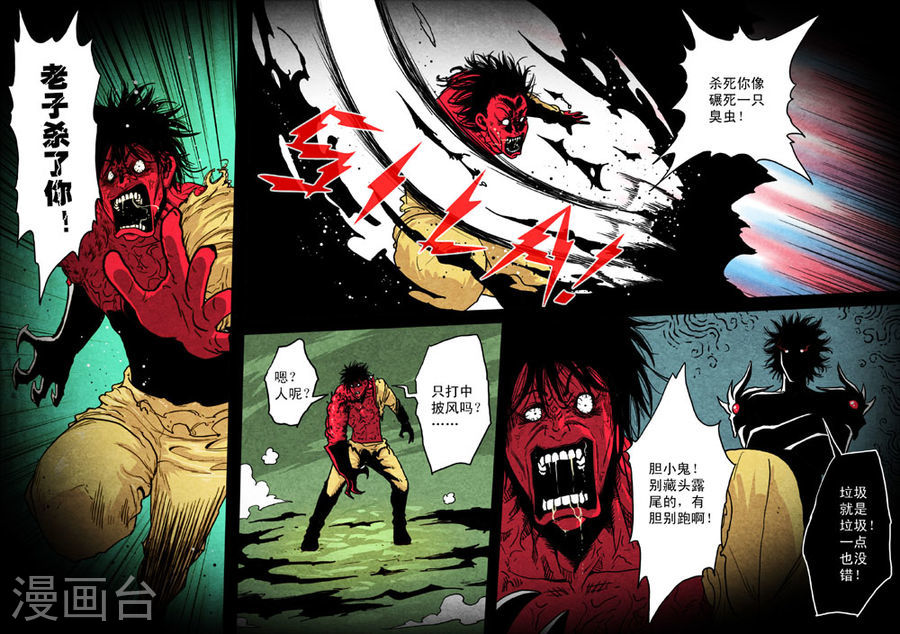 老子杀了你！
杀死你像
碾死一只
臭虫！
SILA!
嗯？
人呢？
只打中
披风吗？
……
胆小鬼！
别藏头露
尾的，有
胆别跑啊！
垃圾
就是
垃圾！
一点
也没
错！
漫画台